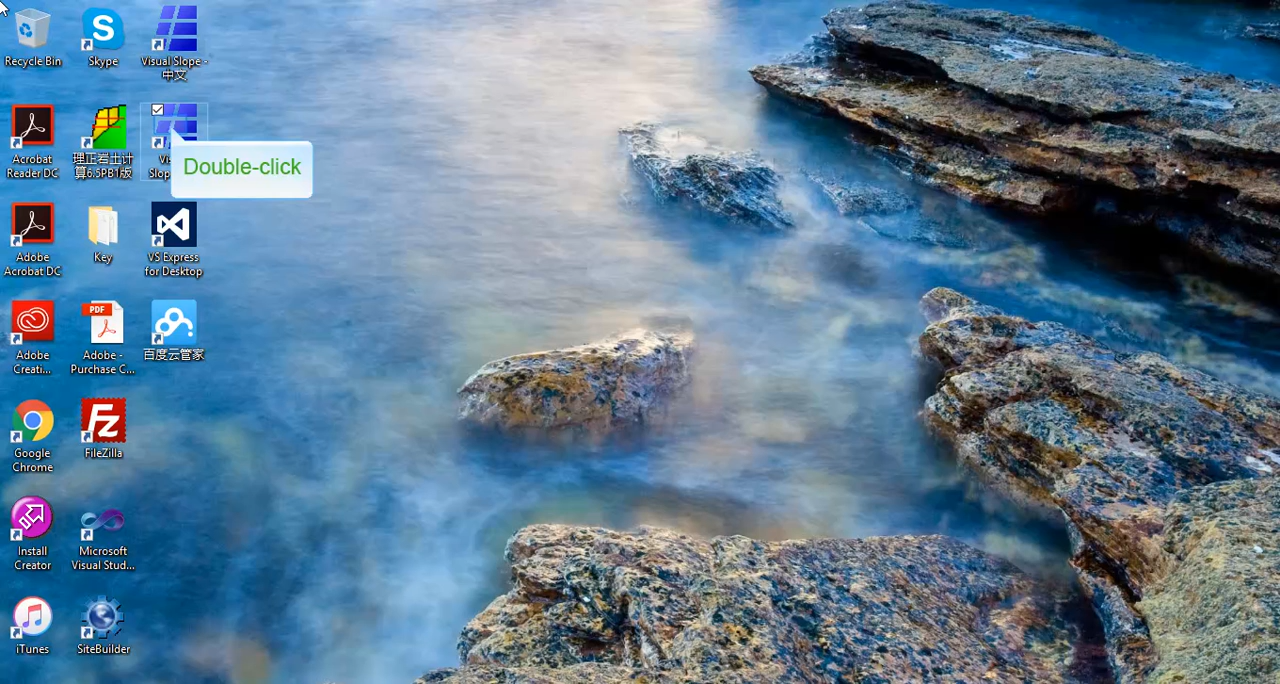 Recycle Bin
Skype
Visual Slope -
中文
Acrobat
Reader DC
理正岩土计
算6.5PB1版
Double-click
Adobe
Acrobat DC
Key
VS Express
for Desktop
Adobe
Creati...
PDF
Adobe -
Purchase C...
百度云管家
Google
Chrome
FileZilla
Install
Creator
Microsoft
Visual Stud...
iTunes
SiteBuilder